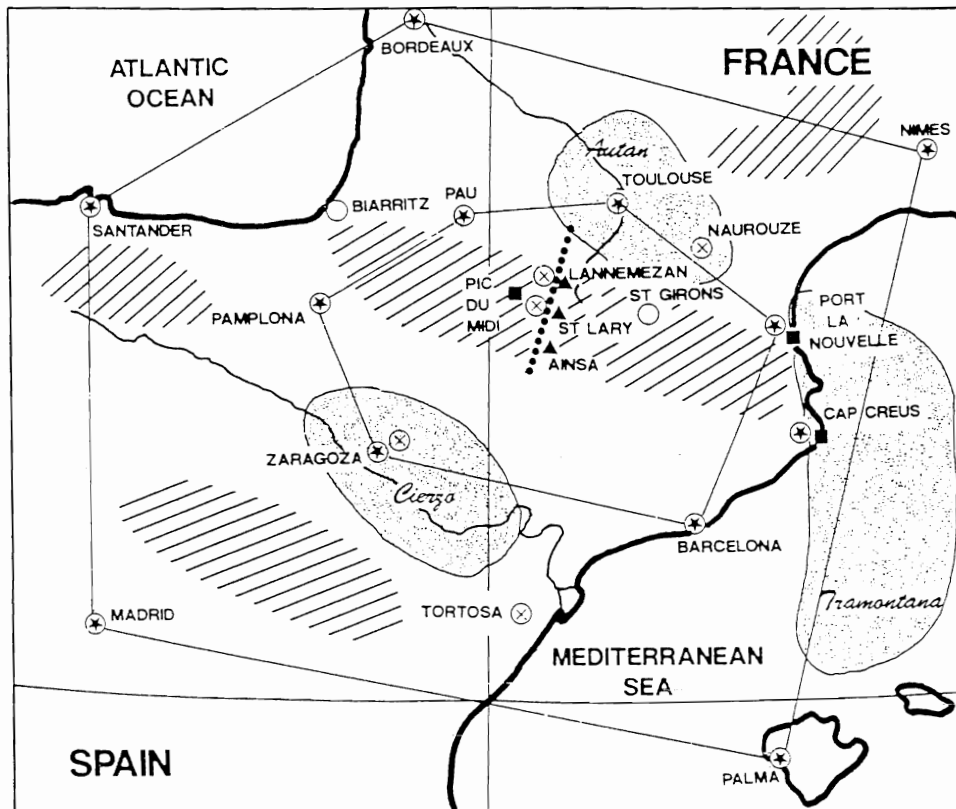 BORDEAUX
ATLANTIC
OCEAN
FRANCE
NIMES
Autan
TOULOUSE
PAU
BIARRITZ
SANTANDER
NAUROUZE
LANNEMEZAN
PIC
DU
MIDI
ST GIRONS
PAMPLONA
ST LARY
PORT
LA
NOUVELLE
AINSA
CAP CREUS
ZARAGOZA
Cierzo
BARCELONA
TORTOSA
MADRID
Tramontana
MEDITERRANEAN
SEA
SPAIN
PALMA